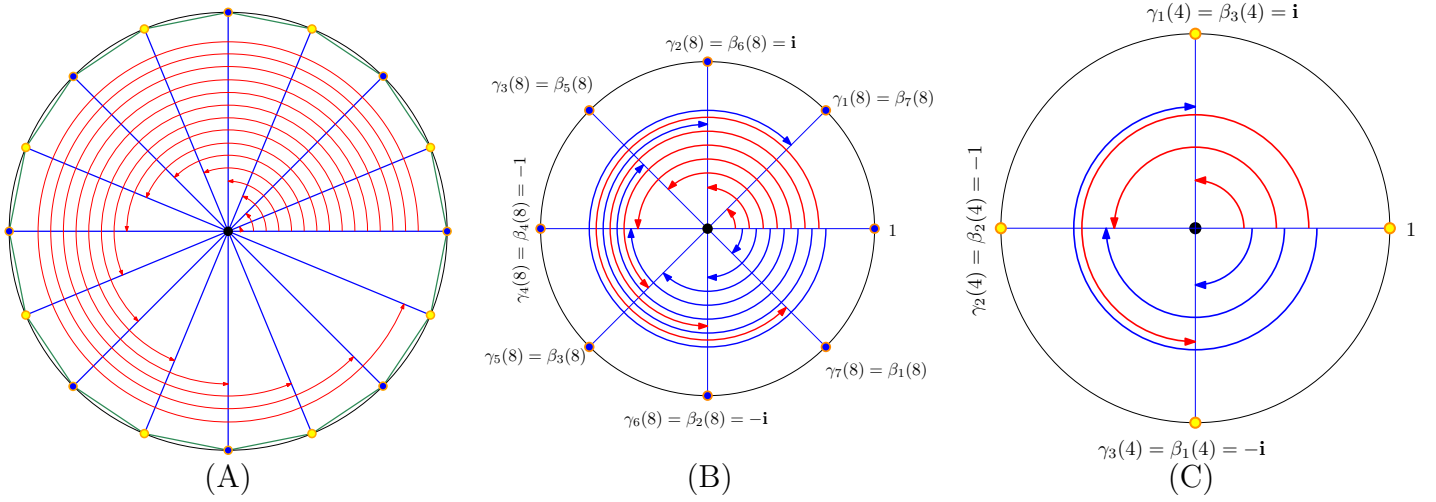 γ₂(8) = β₆(8) = **i**
γ₃(8) = β₅(8)
γ₁(8) = β₇(8)
γ₄(8) = β₄(8) = −1
1
γ₅(8) = β₃(8)
γ₇(8) = β₁(8)
γ₆(8) = β₂(8) = −**i**
γ₁(4) = β₃(4) = **i**
γ₂(4) = β₂(4) = −1
1
γ₃(4) = β₁(4) = −**i**
(A)
(B)
(C)